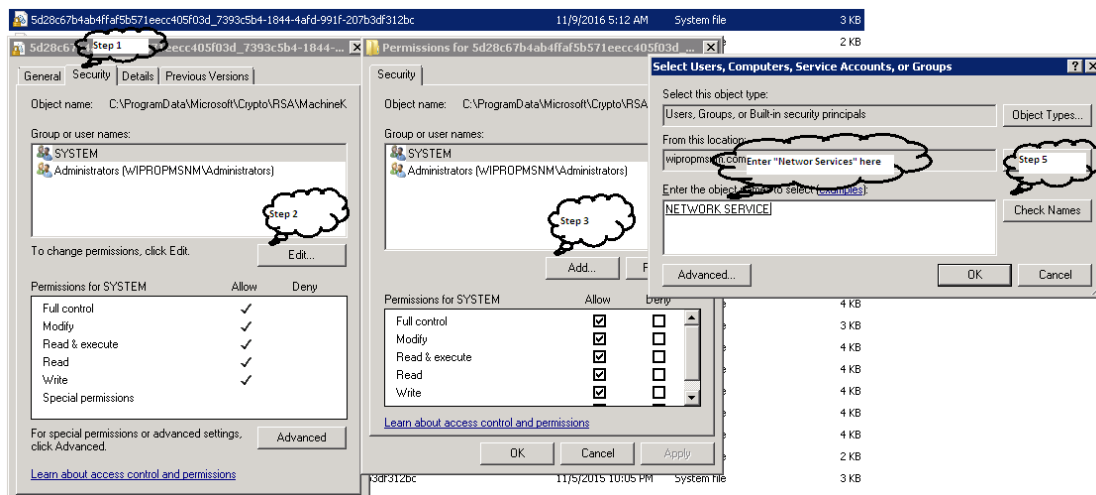 5d28c67b4ab4ffaf5b571eecc405f03d_7393c5b4-1844-4afd-991f-207b3df312bc 11/9/2016 5:12 AM System file 3 KB
2 KB
5d28c67 eecc405f03d_7393c5b4-1844-...
Step 1
General Security Details Previous Versions
Object name: C:\ProgramData\Microsoft\Crypto\RSA\MachineK
Group or user names:
SYSTEM
Administrators (WIPROPMSNM\Administrators)
Step 2
To change permissions, click Edit.
Edit...
Permissions for SYSTEM Allow Deny
Full control
Modify
Read & execute
Read
Write
Special permissions
For special permissions or advanced settings,
click Advanced.
Advanced
Learn about access control and permissions
Permissions for 5d28c67b4ab4ffaf5b571eecc405f03d_...
Security
Object name: C:\ProgramData\Microsoft\Crypto\RSA
Group or user names:
SYSTEM
Administrators (WIPROPMSNM\Administrators)
Step 3
Add...
Permissions for SYSTEM Allow Deny
Full control
Modify
Read & execute
Read
Write
Learn about access control and permissions
OK Cancel Apply
Select Users, Computers, Service Accounts, or Groups
Select this object type:
Users, Groups, or Built-in security principals
Object Types...
From this location:
wipropmsnm.com
Enter "Networ Services" here
Step 5
Enter the object to select (examples):
NETWORK SERVICE
Check Names
Advanced...
OK Cancel
4 KB
3 KB
4 KB
4 KB
4 KB
4 KB
4 KB
2 KB
b3df312bc 11/5/2015 10:05 PM System file 3 KB